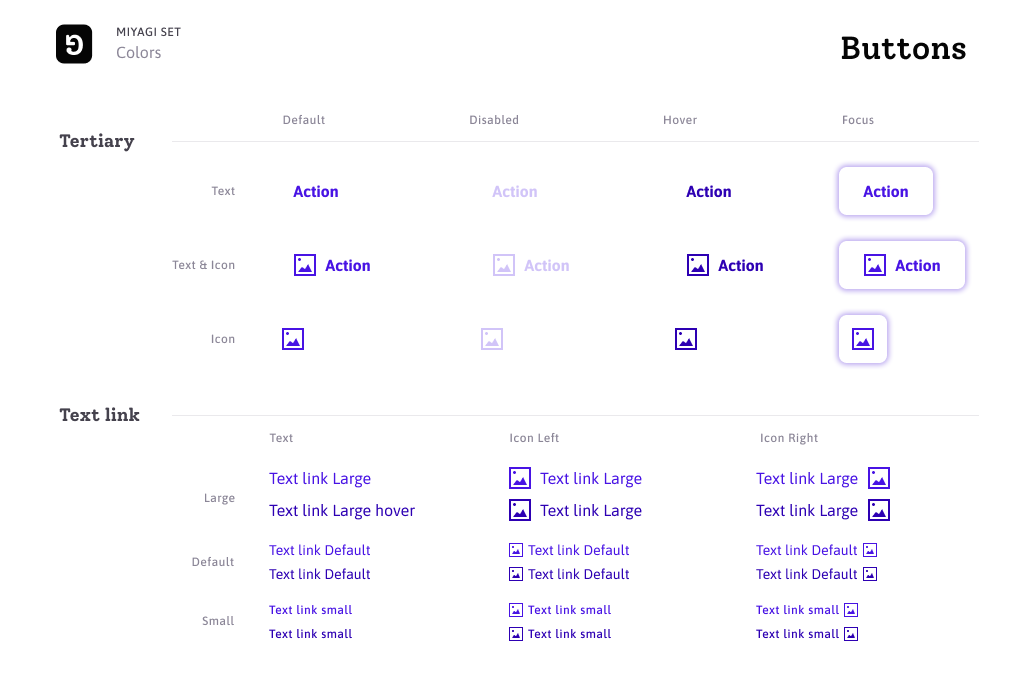 MIYAGI SET
Colors
Buttons
Default Disabled Hover Focus
Tertiary
Text Action Action Action Action
Text & Icon Action Action Action Action
Icon
Text link
Text Icon Left Icon Right
Large
Text link Large Text link Large Text link Large
Text link Large hover Text link Large Text link Large
Default
Text link Default Text link Default Text link Default
Text link Default Text link Default Text link Default
Small
Text link small Text link small Text link small
Text link small Text link small Text link small